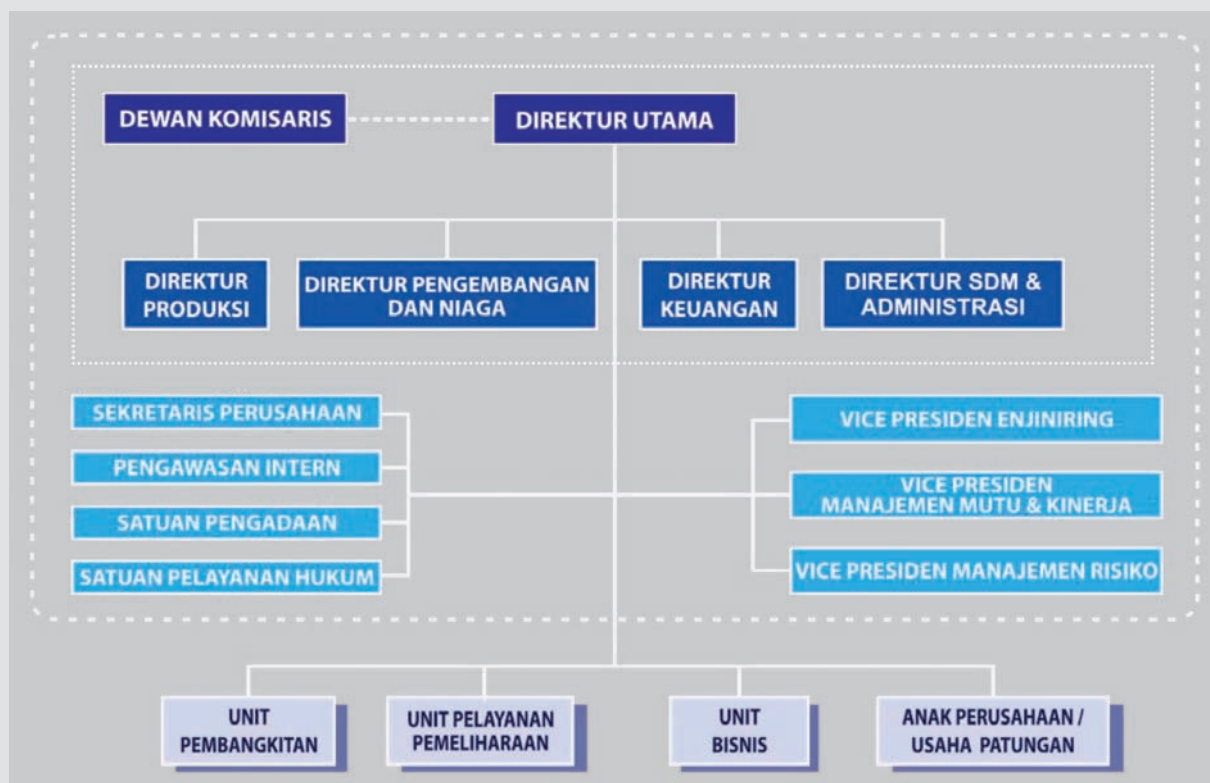 DEWAN KOMISARIS
DIREKTUR UTAMA
DIREKTUR
PRODUKSI
DIREKTUR PENGEMBANGAN
DAN NIAGA
DIREKTUR
KEUANGAN
DIREKTUR SDM &
ADMINISTRASI
SEKRETARIS PERUSAHAAN
PENGAWASAN INTERN
SATUAN PENGADAAN
SATUAN PELAYANAN HUKUM
VICE PRESIDEN ENJINIRING
VICE PRESIDEN
MANAJEMEN MUTU & KINERJA
VICE PRESIDEN MANAJEMEN RISIKO
UNIT
PEMBANGKITAN
UNIT PELAYANAN
PEMELIHARAAN
UNIT
BISNIS
ANAK PERUSAHAAN /
USAHA PATUNGAN